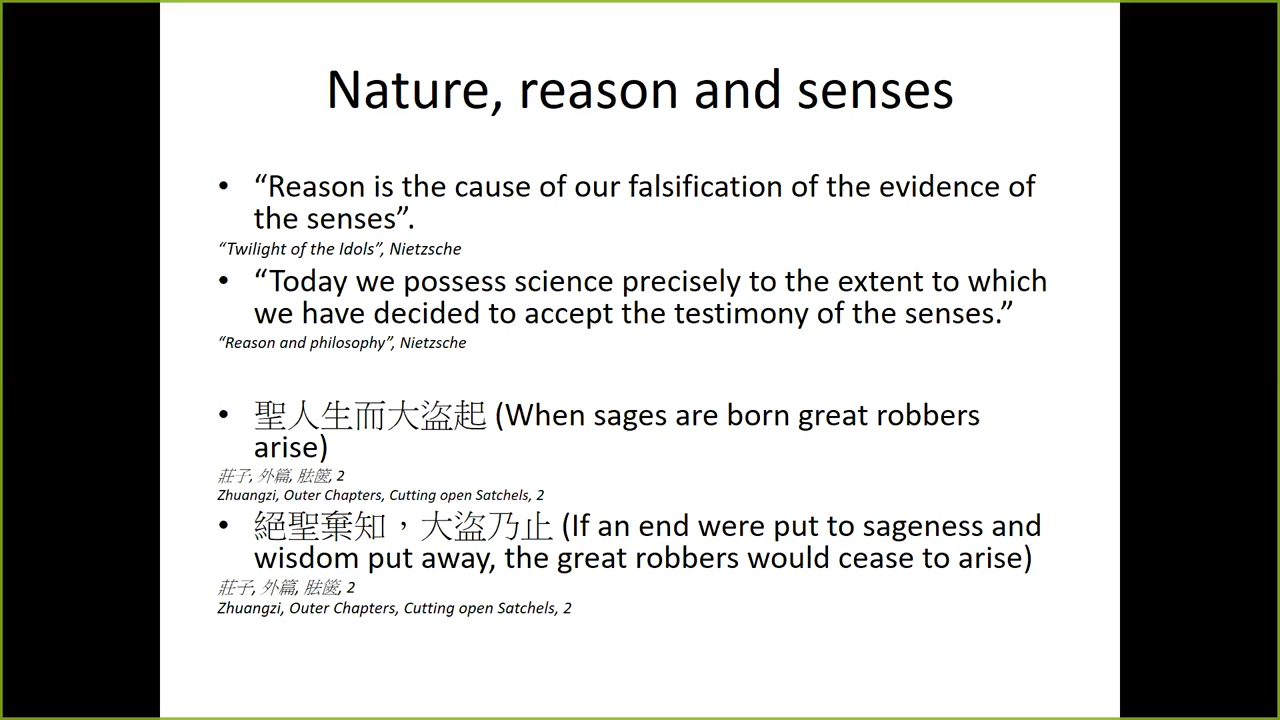 Nature, reason and senses
• “Reason is the cause of our falsification of the evidence of
the senses”.
“Twilight of the Idols”, Nietzsche
• “Today we possess science precisely to the extent to which
we have decided to accept the testimony of the senses.”
“Reason and philosophy”, Nietzsche
• 聖人生而大盜起 (When sages are born great robbers
arise)
莊子, 外篇, 胠篋, 2
Zhuangzi, Outer Chapters, Cutting open Satchels, 2
• 絕聖棄知，大盜乃止 (If an end were put to sageness and
wisdom put away, the great robbers would cease to arise)
莊子, 外篇, 胠篋, 2
Zhuangzi, Outer Chapters, Cutting open Satchels, 2